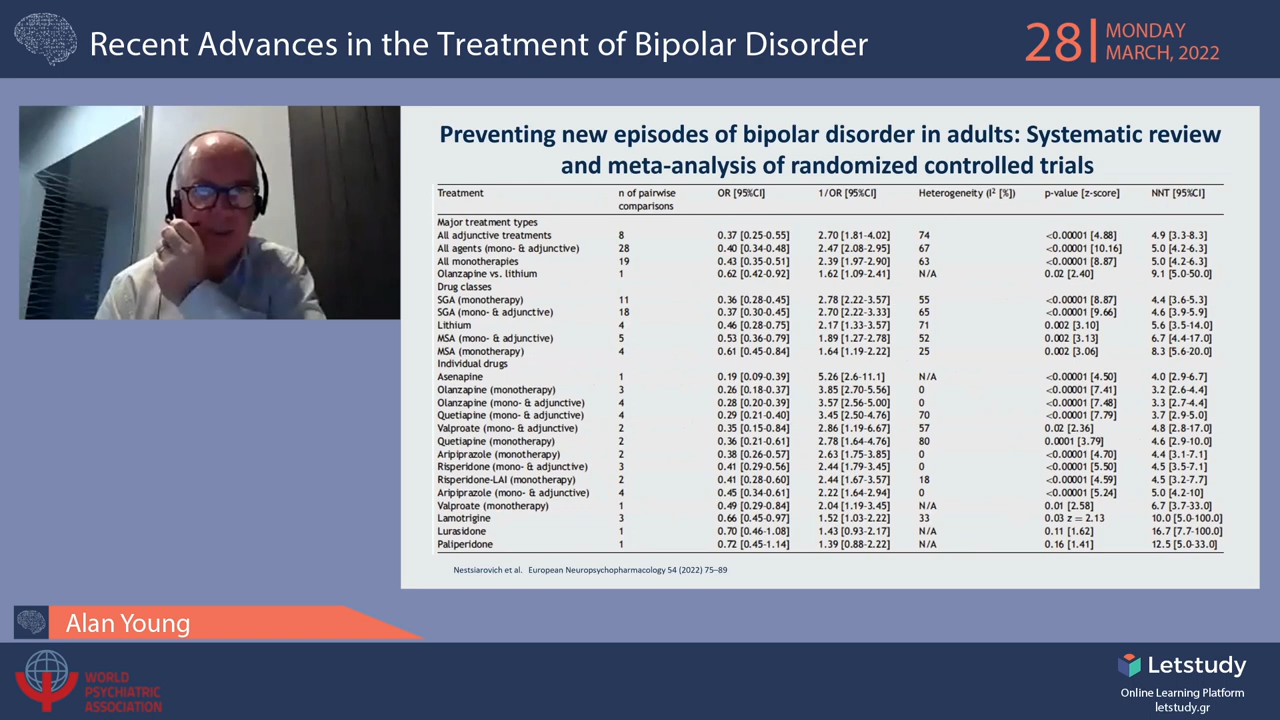 Recent Advances in the Treatment of Bipolar Disorder
28 MONDAY
MARCH, 2022
Preventing new episodes of bipolar disorder in adults: Systematic review
and meta-analysis of randomized controlled trials
Treatment n of pairwise comparisons OR [95%CI] 1/OR [95%CI] Heterogeneity (I² [%]) p-value [z-score] NNT [95%CI]
Major treatment types
All adjunctive treatments 8 0.37 [0.25-0.55] 2.70 [1.81-4.02] 74 <0.00001 [4.88] 4.9 [3.3-8.3]
All agents (mono- & adjunctive) 28 0.40 [0.34-0.48] 2.47 [2.08-2.95] 67 <0.00001 [10.16] 5.0 [4.2-6.3]
All monotherapies 19 0.43 [0.35-0.51] 2.39 [1.97-2.90] 63 <0.00001 [8.87] 5.0 [4.2-6.3]
Olanzapine vs. lithium 1 0.62 [0.42-0.92] 1.62 [1.09-2.41] N/A 0.02 [2.40] 9.1 [5.0-50.0]
Drug classes
SGA (monotherapy) 11 0.36 [0.28-0.45] 2.78 [2.22-3.57] 55 <0.00001 [8.87] 4.4 [3.6-5.3]
SGA (mono- & adjunctive) 18 0.37 [0.30-0.45] 2.70 [2.22-3.33] 65 <0.00001 [9.66] 4.6 [3.9-5.9]
Lithium 4 0.46 [0.28-0.75] 2.17 [1.33-3.57] 71 0.002 [3.10] 5.6 [3.5-14.0]
MSA (mono- & adjunctive) 5 0.53 [0.36-0.79] 1.89 [1.27-2.78] 52 0.002 [3.13] 6.7 [4.4-17.0]
MSA (monotherapy) 4 0.61 [0.45-0.84] 1.64 [1.19-2.22] 25 0.002 [3.06] 8.3 [5.6-20.0]
Individual drugs
Asenapine 1 0.19 [0.09-0.39] 5.26 [2.6-11.1] N/A <0.00001 [4.50] 4.0 [2.9-6.7]
Olanzapine (monotherapy) 3 0.26 [0.18-0.37] 3.85 [2.70-5.56] 0 <0.00001 [7.41] 3.2 [2.6-4.4]
Olanzapine (mono- & adjunctive) 4 0.28 [0.20-0.39] 3.57 [2.56-5.00] 0 <0.00001 [7.48] 3.3 [2.7-4.4]
Quetiapine (mono- & adjunctive) 4 0.29 [0.21-0.40] 3.45 [2.50-4.76] 70 <0.00001 [7.79] 3.7 [2.9-5.0]
Valproate (mono- & adjunctive) 2 0.35 [0.15-0.84] 2.86 [1.19-6.67] 57 0.02 [2.36] 4.8 [2.8-17.0]
Quetiapine (monotherapy) 2 0.36 [0.21-0.61] 2.78 [1.64-4.76] 80 0.0001 [3.79] 4.6 [2.9-10.0]
Aripiprazole (monotherapy) 2 0.38 [0.26-0.57] 2.63 [1.75-3.85] 0 <0.00001 [4.70] 4.4 [3.1-7.1]
Risperidone (mono- & adjunctive) 3 0.41 [0.29-0.56] 2.44 [1.79-3.45] 0 <0.00001 [5.50] 4.5 [3.5-7.1]
Risperidone-LAI (monotherapy) 2 0.41 [0.28-0.60] 2.44 [1.67-3.57] 18 <0.00001 [4.59] 4.5 [3.2-7.7]
Aripiprazole (mono- & adjunctive) 4 0.45 [0.34-0.61] 2.22 [1.64-2.94] 0 <0.00001 [5.24] 5.0 [4.2-10]
Valproate (monotherapy) 1 0.49 [0.29-0.84] 2.04 [1.19-3.45] N/A 0.01 [2.58] 6.7 [3.7-33.0]
Lamotrigine 3 0.66 [0.45-0.97] 1.52 [1.03-2.22] 33 0.03 z = 2.13 10.0 [5.0-100.0]
Lurasidone 1 0.70 [0.46-1.08] 1.43 [0.93-2.17] N/A 0.11 [1.62] 16.7 [7.7-100.0]
Paliperidone 1 0.72 [0.45-1.14] 1.39 [0.88-2.22] N/A 0.16 [1.41] 12.5 [5.0-33.0]
Nestsiarovich et al. European Neuropsychopharmacology 54 (2022) 75–89
Alan Young
WORLD
PSYCHIATRIC
ASSOCIATION
Letstudy
Online Learning Platform
letstudy.gr